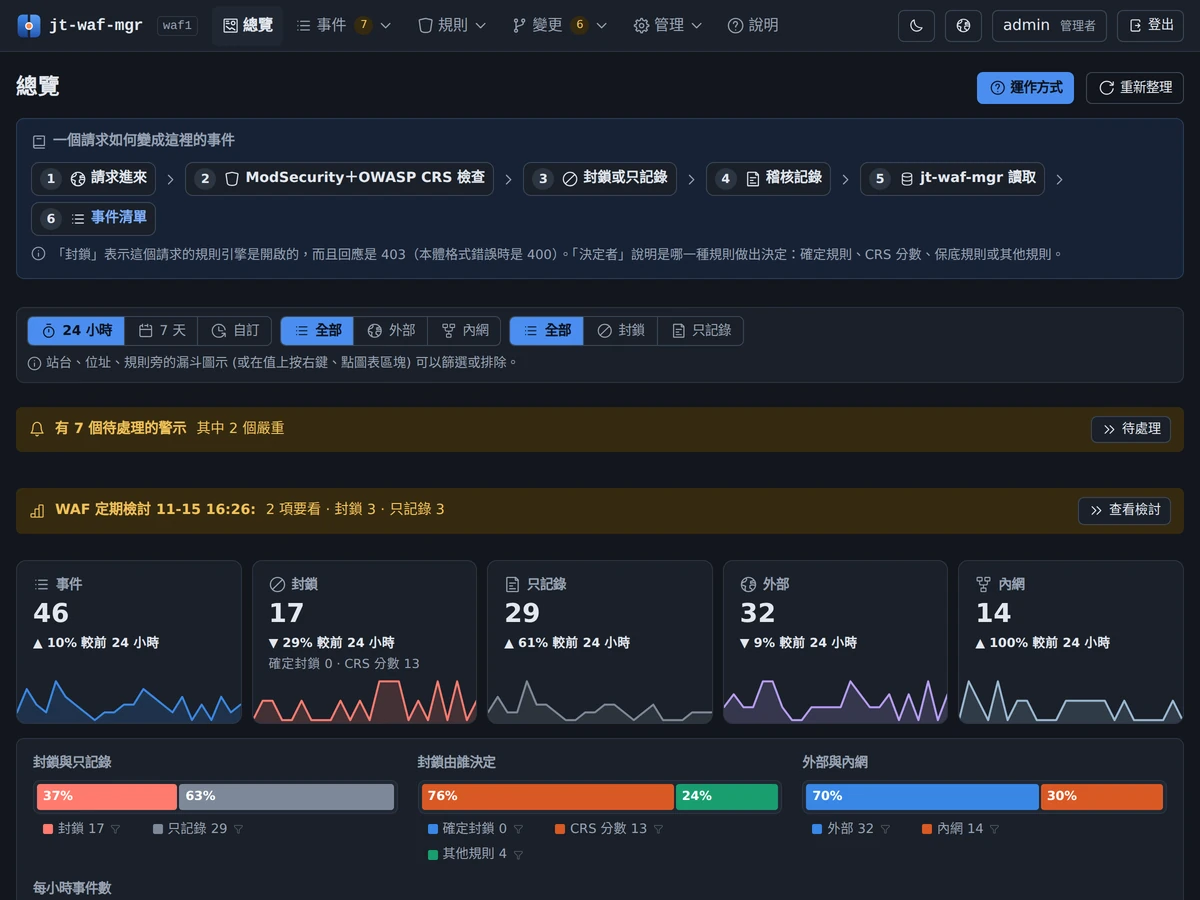 jt-waf-mgr waf1 總覽 事件 7 規則 變更 6 管理 說明 admin 管理者 登出
總覽 運作方式 重新整理
一個請求如何變成這裡的事件
1 請求進來 2 ModSecurity+OWASP CRS 檢查 3 封鎖或只記錄 4 稽核記錄 5 jt-waf-mgr 讀取
6 事件清單
「封鎖」表示這個請求的規則引擎是開啟的，而且回應是 403（本體格式錯誤時是 400）。「決定者」說明是哪一種規則做出決定：確定規則、CRS 分數、保底規則或其他規則。
24 小時 7 天 自訂 全部 外部 內網 全部 封鎖 只記錄
站台、位址、規則旁的漏斗圖示 (或在值上按右鍵、點圖表區塊) 可以篩選或排除。
有 7 個待處理的警示 其中 2 個嚴重 待處理
WAF 定期檢討 11-15 16:26: 2 項要看 · 封鎖 3 · 只記錄 3 查看檢討
事件 封鎖 只記錄 外部 內網
46 17 29 32 14
▲ 10% 較前 24 小時 ▼ 29% 較前 24 小時 ▲ 61% 較前 24 小時 ▼ 9% 較前 24 小時 ▲ 100% 較前 24 小時
確定封鎖 0 · CRS 分數 13
封鎖與只記錄 封鎖由誰決定 外部與內網
37% 63% 76% 24% 70% 30%
封鎖 17 只記錄 29 確定封鎖 0 CRS 分數 13 外部 32 內網 14
其他規則 4
每小時事件數